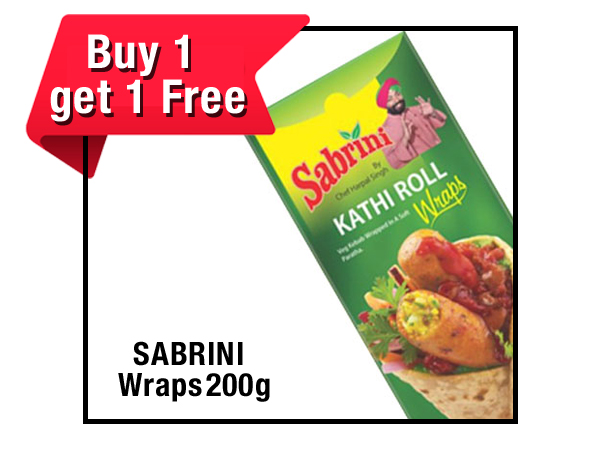 Buy 1
get 1 Free
Sabrini
By
Chef Harpal Singh
KATHI ROLL
Wraps
Veg Kebab Wrapped In A Soft
Paratha
SABRINI
Wraps 200g